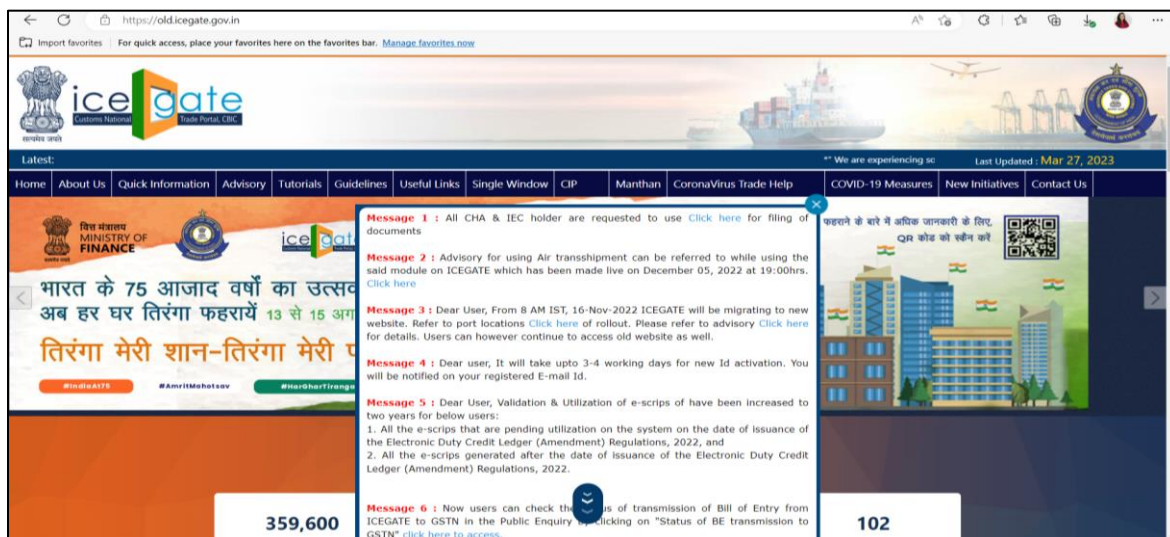 https://old.icegate.gov.in
Import favorites
For quick access, place your favorites here on the favorites bar. Manage favorites now
ice gate
Customs National Trade Portal, CBIC
सत्यमेव जयते
Latest:
** We are experiencing sc
Last Updated : Mar 27, 2023
Home About Us Quick Information Advisory Tutorials Guidelines Useful Links Single Window CIP Manthan CoronaVirus Trade Help COVID-19 Measures New Initiatives Contact Us
वित्त मंत्रालय
MINISTRY OF
FINANCE
भारत के 75 आजाद वर्षों का उत्सव
अब हर घर तिरंगा फहरायें 13 से 15
तिरंगा मेरी शान-तिरंगा मेरी
#IndiaAt75 #AmritMahotsav #HarGharTiranga
फहराने के बारे में अधिक जानकारी के लिए,
QR कोड को स्कैन करें
Message 1 : All CHA & IEC holder are requested to use Click here for filing of
documents
Message 2 : Advisory for using Air transshipment can be referred to while using the
said module on ICEGATE which has been made live on December 05, 2022 at 19:00hrs.
Click here
Message 3 : Dear User, From 8 AM IST, 16-Nov-2022 ICEGATE will be migrating to new
website. Refer to port locations Click here of rollout. Please refer to advisory Click here
for details. Users can however continue to access old website as well.
Message 4 : Dear user, It will take upto 3-4 working days for new Id activation. You
will be notified on your registered E-mail Id.
Message 5 : Dear User, Validation & Utilization of e-scrips of have been increased to
two years for below users:
1. All the e-scrips that are pending utilization on the system on the date of issuance of
the Electronic Duty Credit Ledger (Amendment) Regulations, 2022, and
2. All the e-scrips generated after the date of issuance of the Electronic Duty Credit
Ledger (Amendment) Regulations, 2022.
Message 6 : Now users can check the us of transmission of Bill of Entry from
ICEGATE to GSTN in the Public Enquiry clicking on "Status of BE transmission to
GSTN" click here to access.
359,600
102